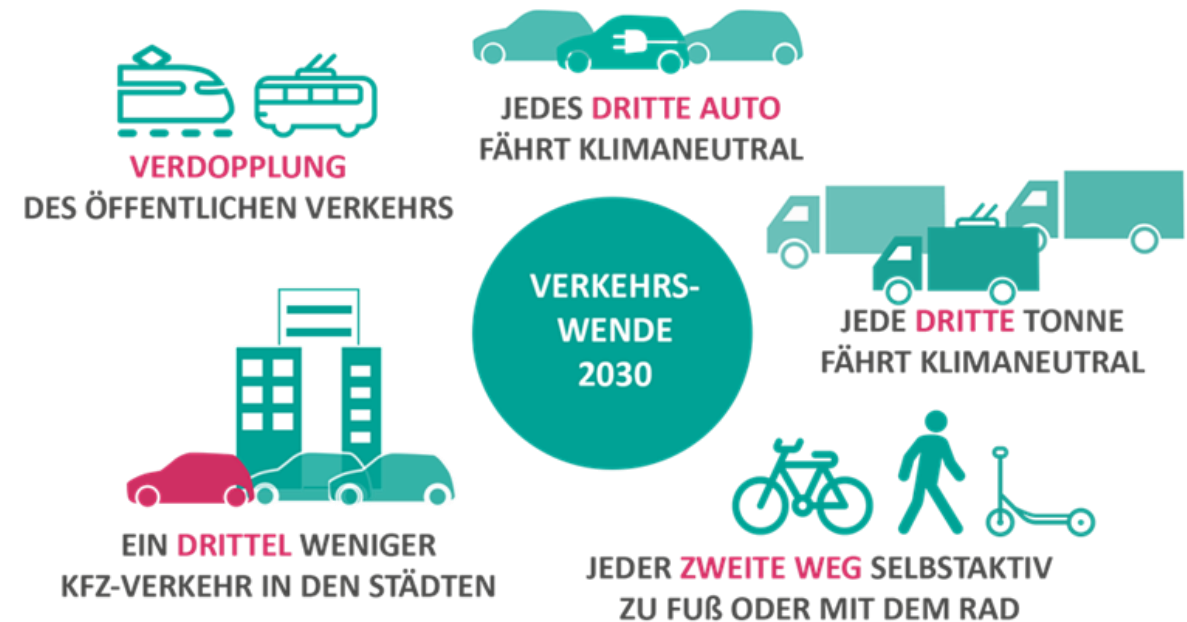 JEDES DRITTE AUTO
FÄHRT KLIMANEUTRAL
VERDOPPLUNG
DES ÖFFENTLICHEN VERKEHRS
VERKEHRS-
WENDE
2030
JEDE DRITTE TONNE
FÄHRT KLIMANEUTRAL
EIN DRITTEL WENIGER
KFZ-VERKEHR IN DEN STÄDTEN
JEDER ZWEITE WEG SELBSTAKTIV
ZU FUß ODER MIT DEM RAD